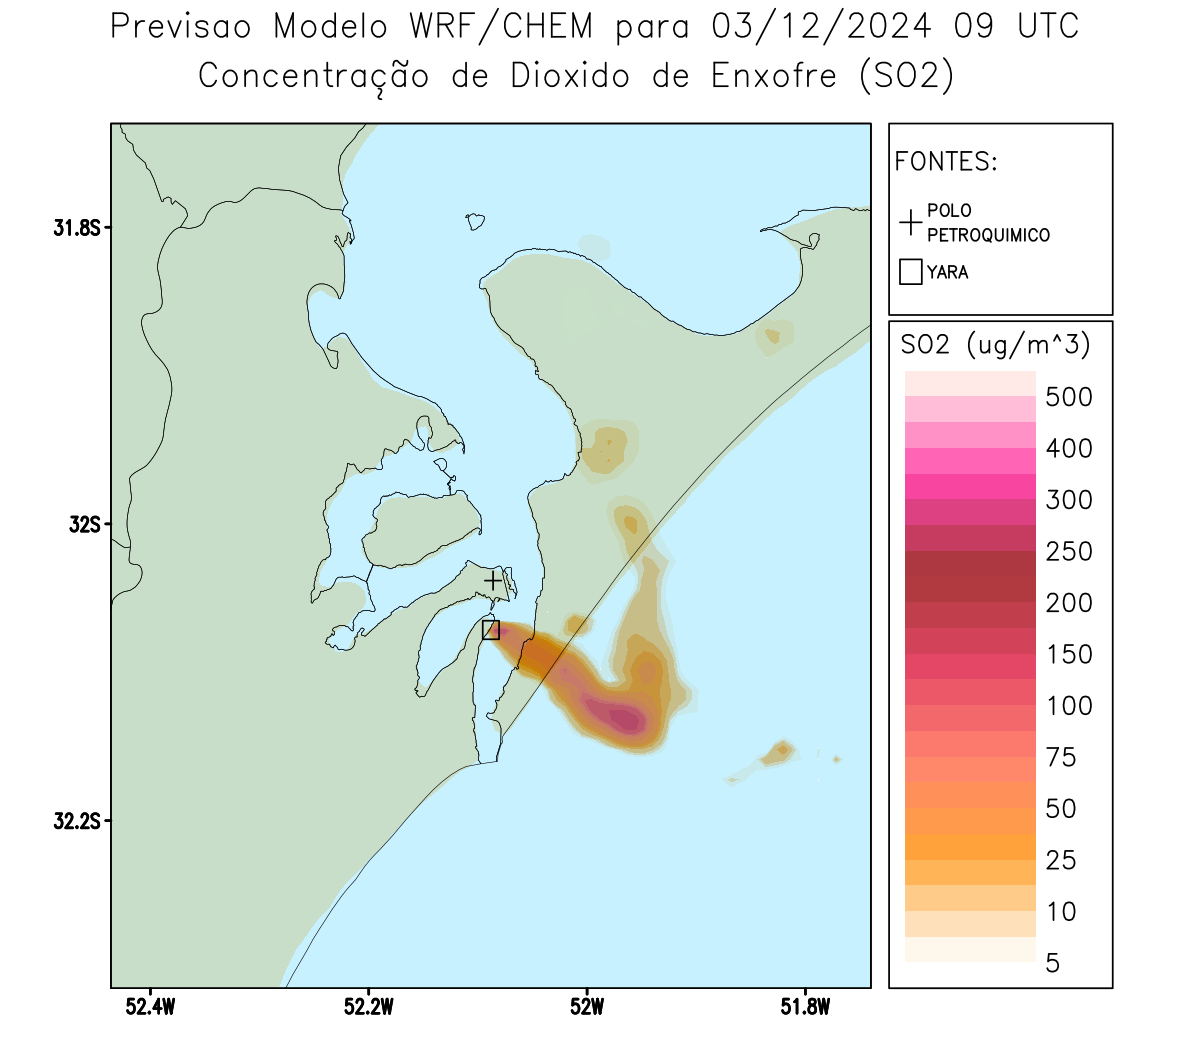 Previsao Modelo WRF/CHEM para 03/12/2024 09 UTC
Concentração de Dioxido de Enxofre (SO2)
FONTES:
POLO
PETROQUIMICO
YARA
SO2 (ug/m^3)
500
400
300
250
200
150
100
75
50
25
10
5
31.8S
32S
32.2S
52.4W
52.2W
52W
51.8W